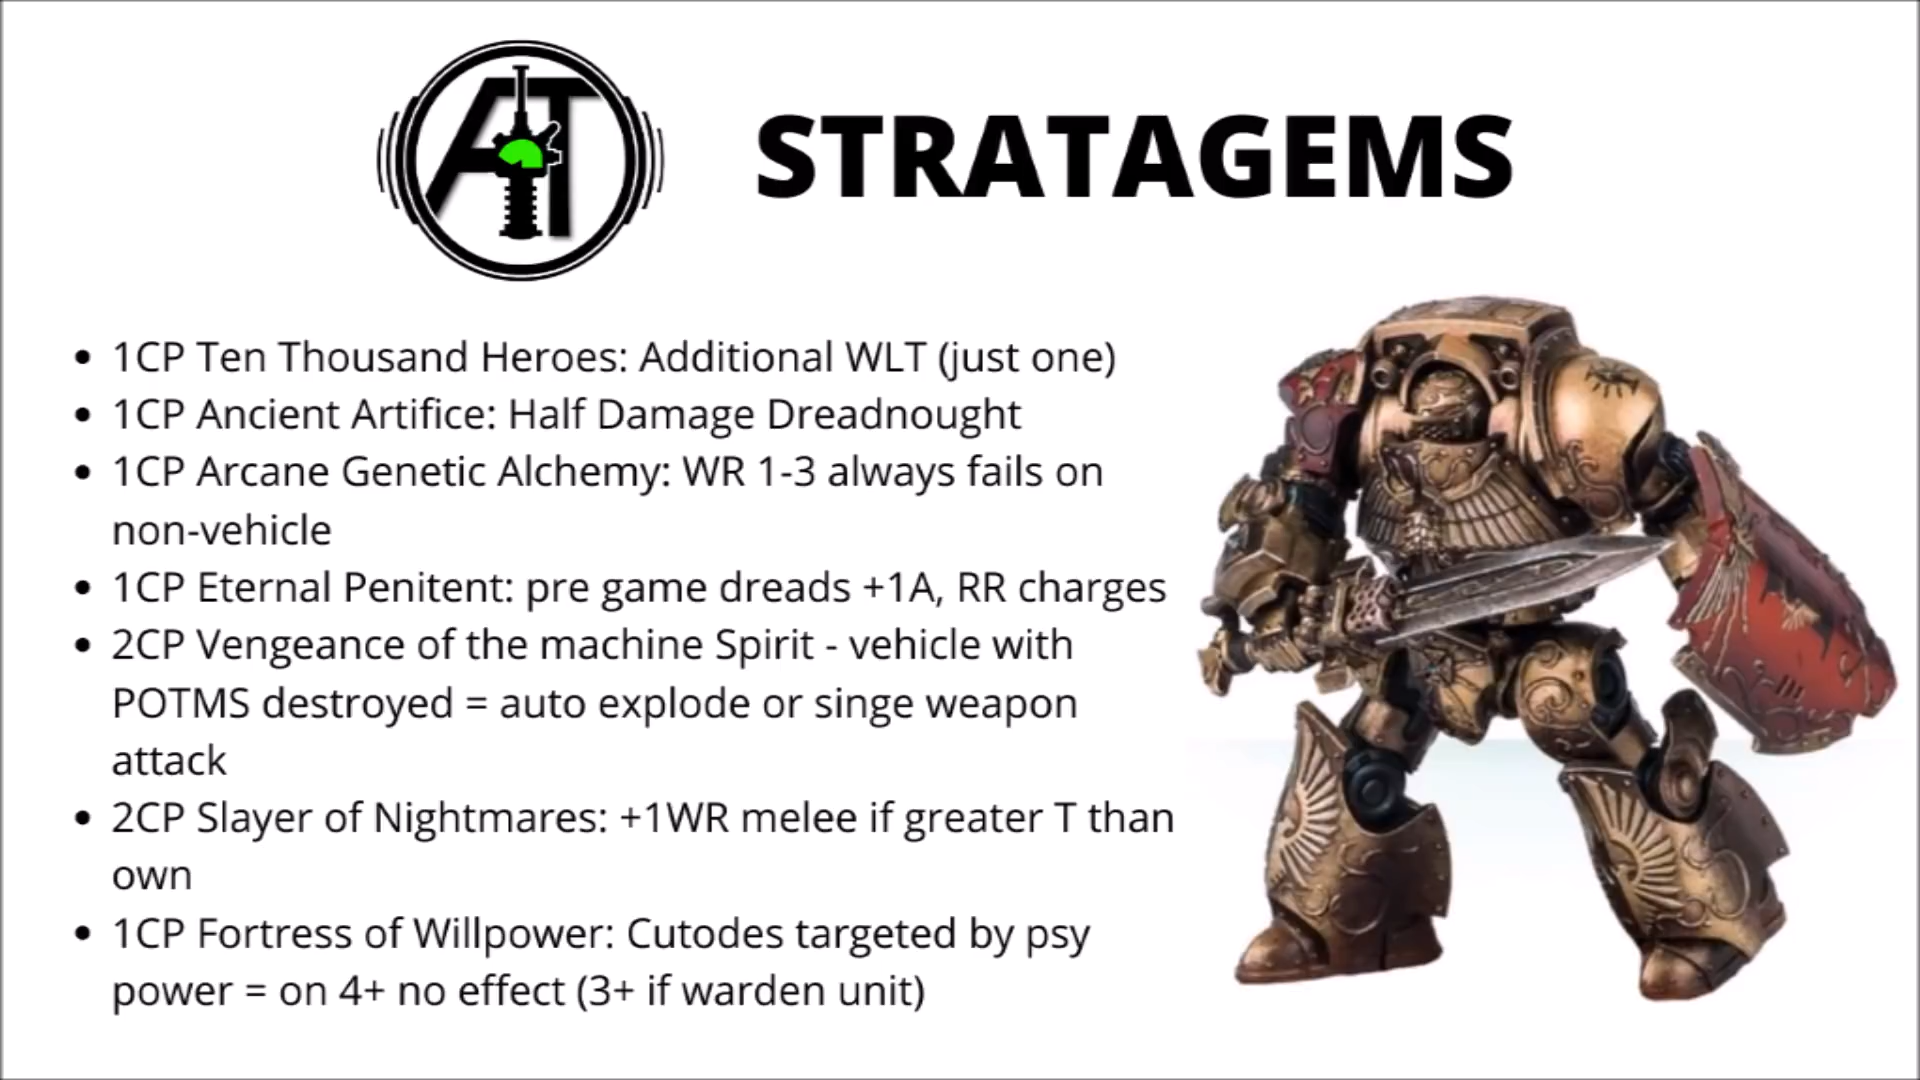 AT
STRATAGEMS
• 1CP Ten Thousand Heroes: Additional WLT (just one)
• 1CP Ancient Artifice: Half Damage Dreadnought
• 1CP Arcane Genetic Alchemy: WR 1-3 always fails on
non-vehicle
• 1CP Eternal Penitent: pre game dreads +1A, RR charges
• 2CP Vengeance of the machine Spirit - vehicle with
POTMS destroyed = auto explode or singe weapon
attack
• 2CP Slayer of Nightmares: +1WR melee if greater T than
own
• 1CP Fortress of Willpower: Cutodes targeted by psy
power = on 4+ no effect (3+ if warden unit)